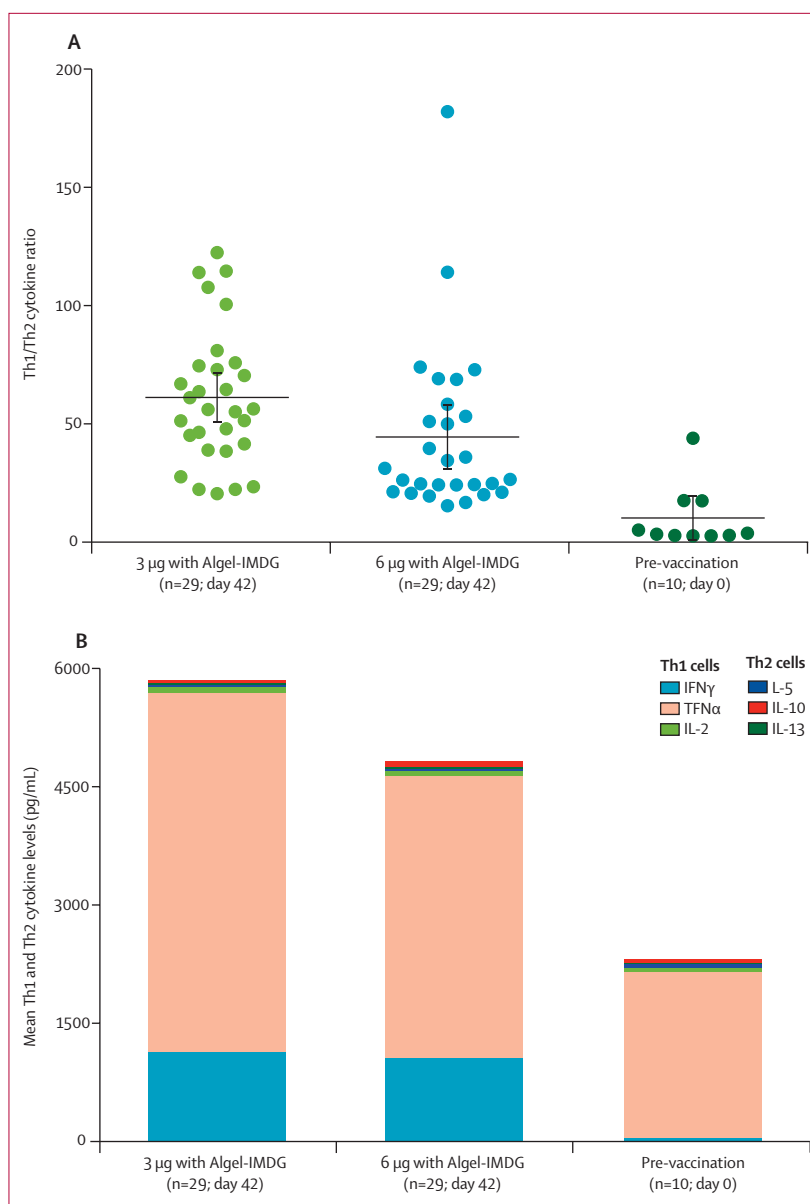 A
200
150
100
50
0
Th1/Th2 cytokine ratio
3 µg with Algel-IMDG
(n=29; day 42)
6 µg with Algel-IMDG
(n=29; day 42)
Pre-vaccination
(n=10; day 0)
B
6000
4500
3000
1500
0
Mean Th1 and Th2 cytokine levels (pg/mL)
Th1 cells
IFNγ
TFNα
IL-2
Th2 cells
L-5
IL-10
IL-13
3 µg with Algel-IMDG
(n=29; day 42)
6 µg with Algel-IMDG
(n=29; day 42)
Pre-vaccination
(n=10; day 0)